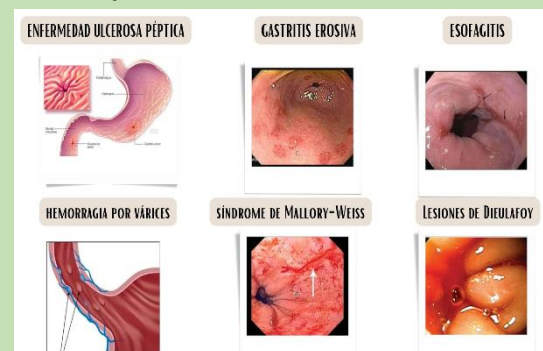 ENFERMEDAD ULCEROSA PÉPTICA
GASTRITIS EROSIVA
ESOFAGITIS
HEMORRAGIA POR VÁRICES
SÍNDROME DE MALLORY-WEISS
LESIONES DE DIEULAFOY